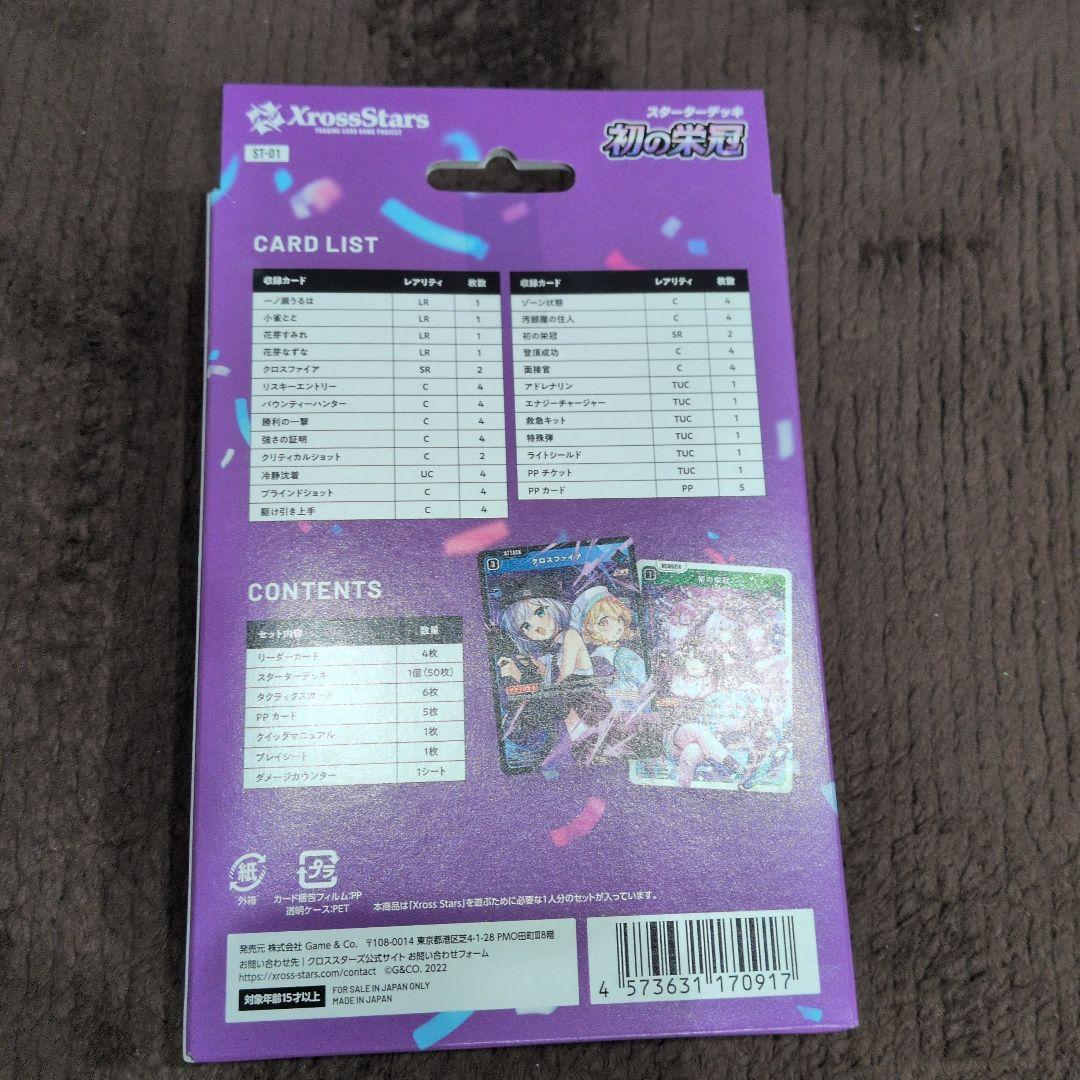 XrossStars
TRADING CARD GAME PROJECT
ST-01
スターターデッキ
初の栄冠
CARD LIST
収録カード レアリティ 枚数
一ノ瀬うるは LR 1
小雀とと LR 1
花芽すみれ LR 1
花芽なずな LR 1
クロスファイア SR 2
リスキーエントリー C 4
バウンティーハンター C 4
勝利の一撃 C 4
強さの証明 C 4
クリティカルショット C 2
冷静沈着 UC 4
ブラインドショット C 4
駆け引き上手 C 4
収録カード レアリティ 枚数
ゾーン状態 C 4
汚部屋の住人 C 4
初の栄冠 SR 2
登頂成功 C 4
面接官 C 4
アドレナリン TUC 1
エナジーチャージャー TUC 1
救急キット TUC 1
特殊弾 TUC 1
ライトシールド TUC 1
PPチケット TUC 1
PPカード PP 5
CONTENTS
セット内容 数量
リーダーカード 4枚
スターターデッキ 1個(50枚)
タクティクスカード 6枚
PPカード 5枚
クイックマニュアル 1枚
プレイシート 1枚
ダメージカウンター 1シート
ATTACK
3
クロスファイア
MEMORIA
1
初の栄冠
紙
外箱
プラ
カード梱包フィルム:PP
透明ケース:PET
本商品は「Xross Stars」を遊ぶために必要な1人分のセットが入っています。
発売元 株式会社 Game & Co. 〒108-0014 東京都港区芝4-1-28 PMO田町Ⅲ8階
お問い合わせ先|クロススターズ公式サイト お問い合わせフォーム
https://xross-stars.com/contact ©G&CO. 2022
対象年齢15才以上
FOR SALE IN JAPAN ONLY
MADE IN JAPAN
4 573631 170917